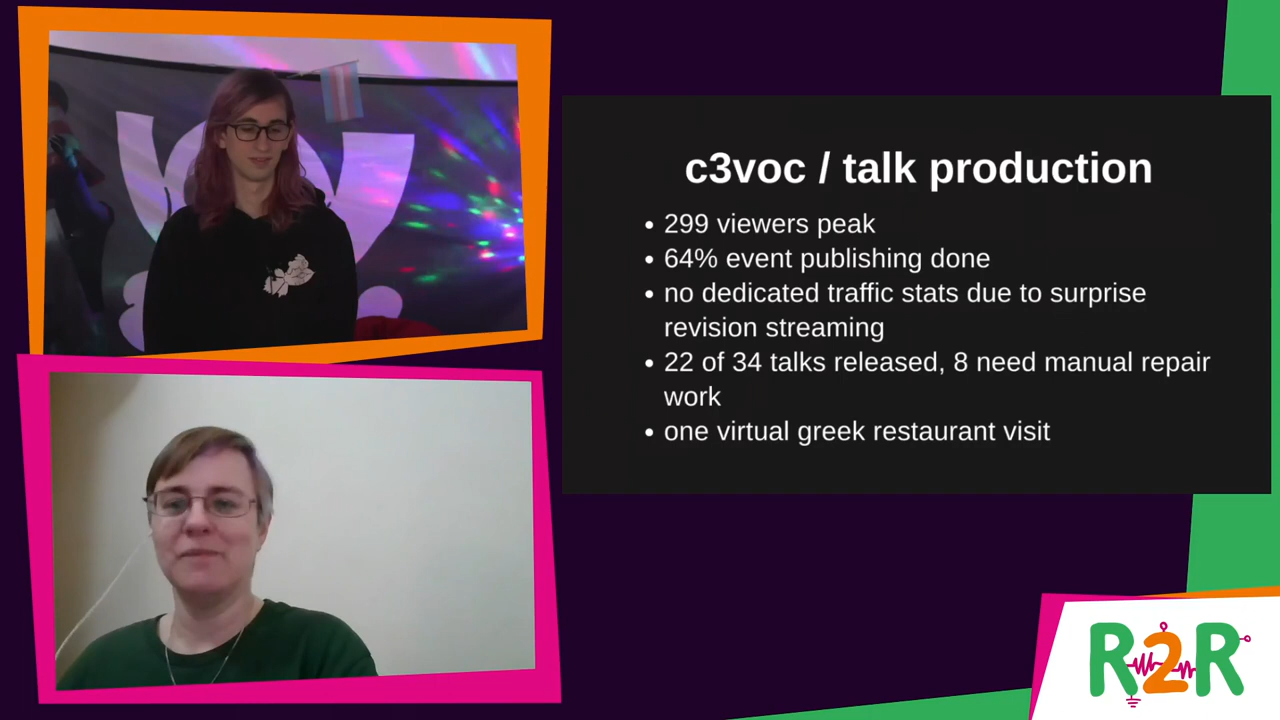 c3voc / talk production
• 299 viewers peak
• 64% event publishing done
• no dedicated traffic stats due to surprise
revision streaming
• 22 of 34 talks released, 8 need manual repair
work
• one virtual greek restaurant visit
R2R